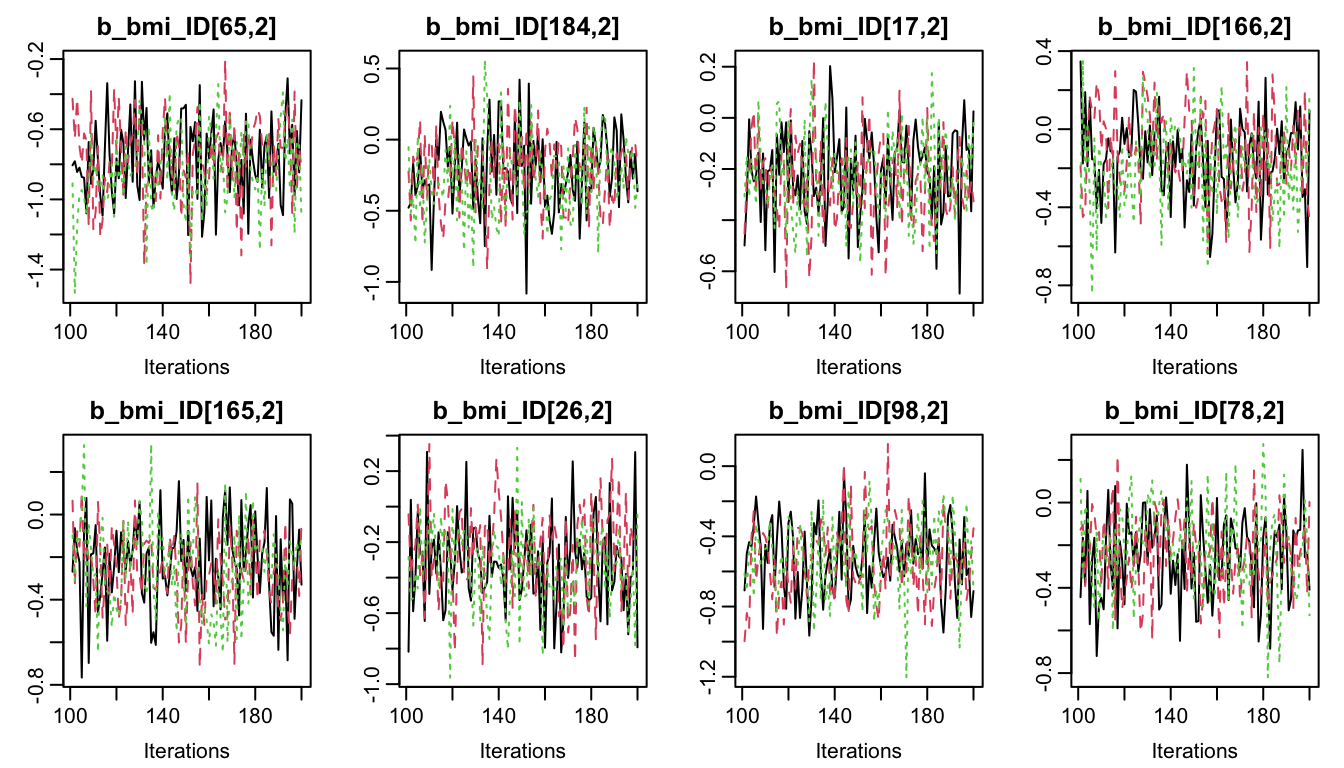 b_bmi_ID[65,2] b_bmi_ID[184,2] b_bmi_ID[17,2] b_bmi_ID[166,2]
-0.2 -0.6 -1.0 -1.4
0.5 0.0 -0.5 -1.0
0.2 0.0 -0.2 -0.6
0.4 0.0 -0.4 -0.8
100 140 180 100 140 180 100 140 180 100 140 180
Iterations Iterations Iterations Iterations
b_bmi_ID[165,2] b_bmi_ID[26,2] b_bmi_ID[98,2] b_bmi_ID[78,2]
0.0 -0.4 -0.8
0.2 -0.2 -0.6 -1.0
0.0 -0.4 -0.8 -1.2
0.0 -0.4 -0.8
100 140 180 100 140 180 100 140 180 100 140 180
Iterations Iterations Iterations Iterations